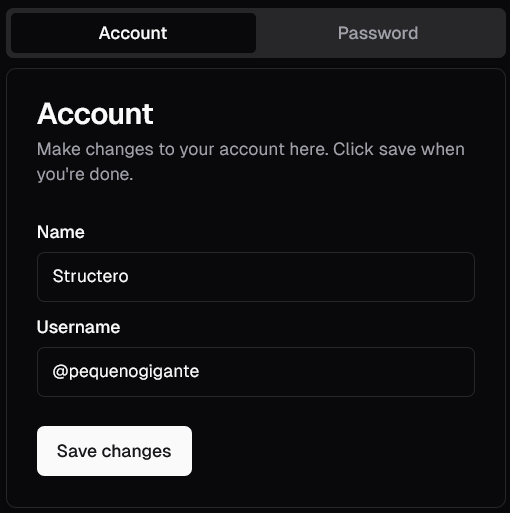 Account
Password
Account
Make changes to your account here. Click save when
you're done.
Name
Structero
Username
@pequenogigante
Save changes